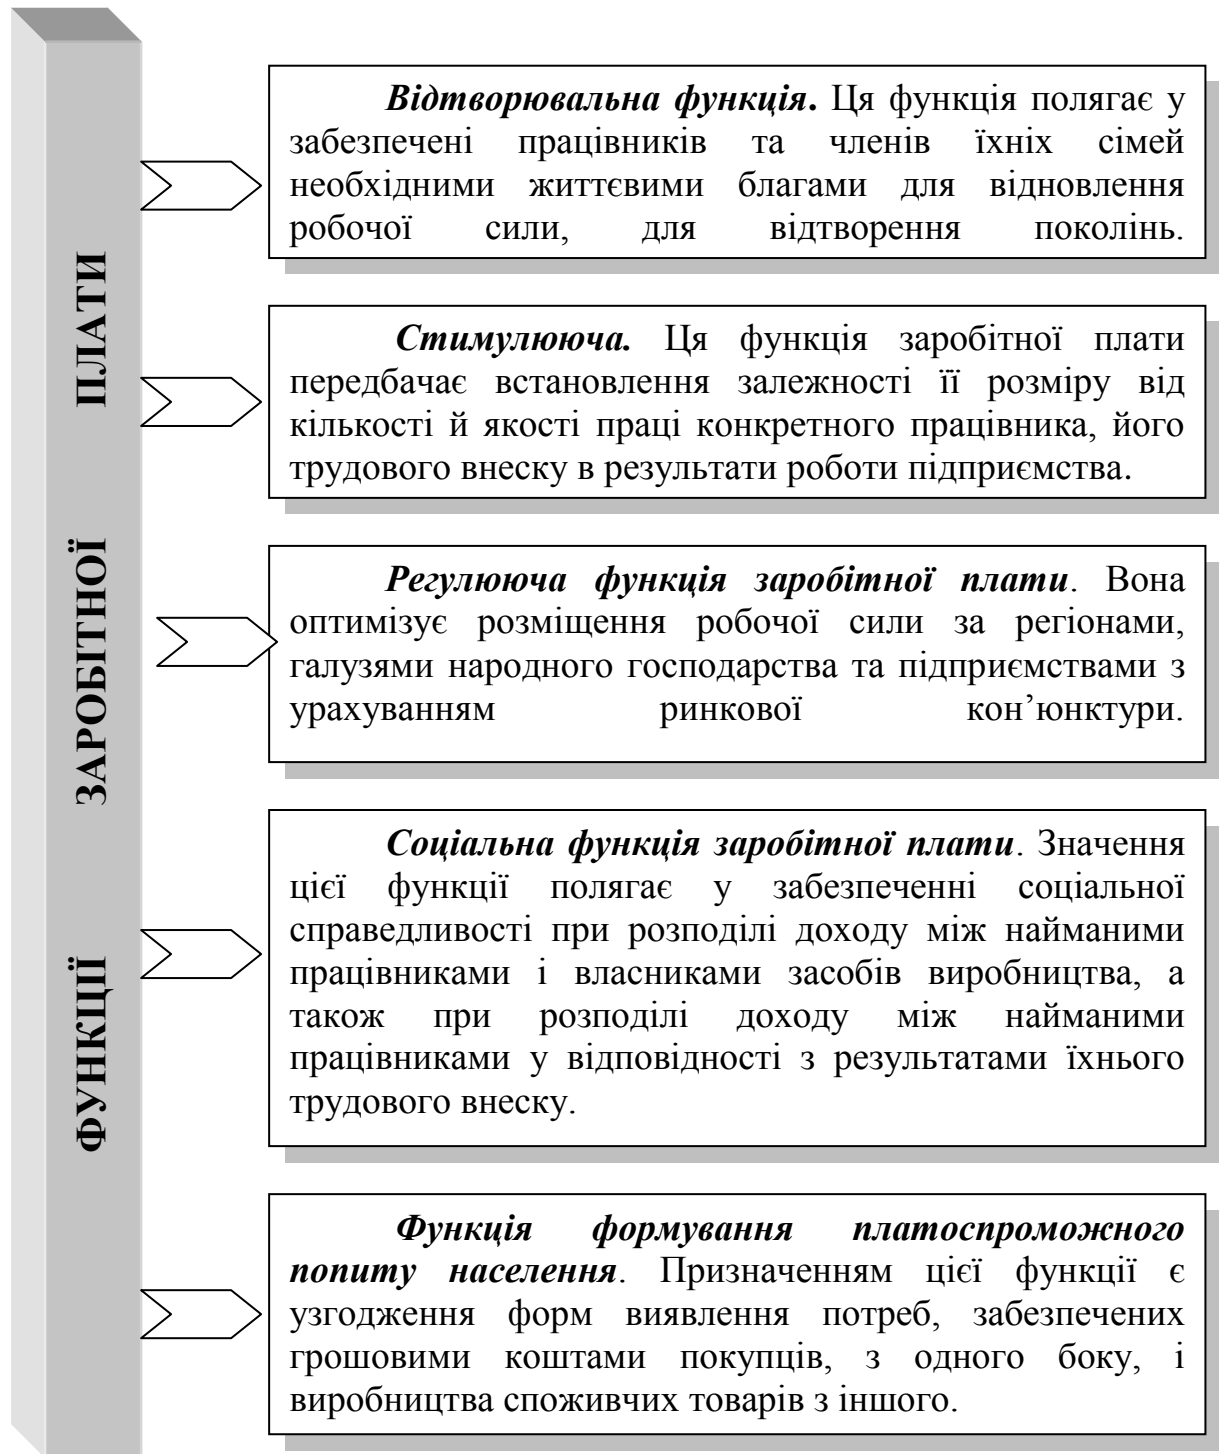 ФУНКЦІЇ ЗАРОБІТНОЇ ПЛАТИ
Відтворювальна функція. Ця функція полягає у
забезпечені працівників та членів їхніх сімей
необхідними життєвими благами для відновлення
робочої сили, для відтворення поколінь.
Стимулююча. Ця функція заробітної плати
передбачає встановлення залежності її розміру від
кількості й якості праці конкретного працівника, його
трудового внеску в результати роботи підприємства.
Регулююча функція заробітної плати. Вона
оптимізує розміщення робочої сили за регіонами,
галузями народного господарства та підприємствами з
урахуванням ринкової кон’юнктури.
Соціальна функція заробітної плати. Значення
цієї функції полягає у забезпеченні соціальної
справедливості при розподілі доходу між найманими
працівниками і власниками засобів виробництва, а
також при розподілі доходу між найманими
працівниками у відповідності з результатами їхнього
трудового внеску.
Функція формування платоспроможного
попиту населення. Призначенням цієї функції є
узгодження форм виявлення потреб, забезпечених
грошовими коштами покупців, з одного боку, і
виробництва споживчих товарів з іншого.